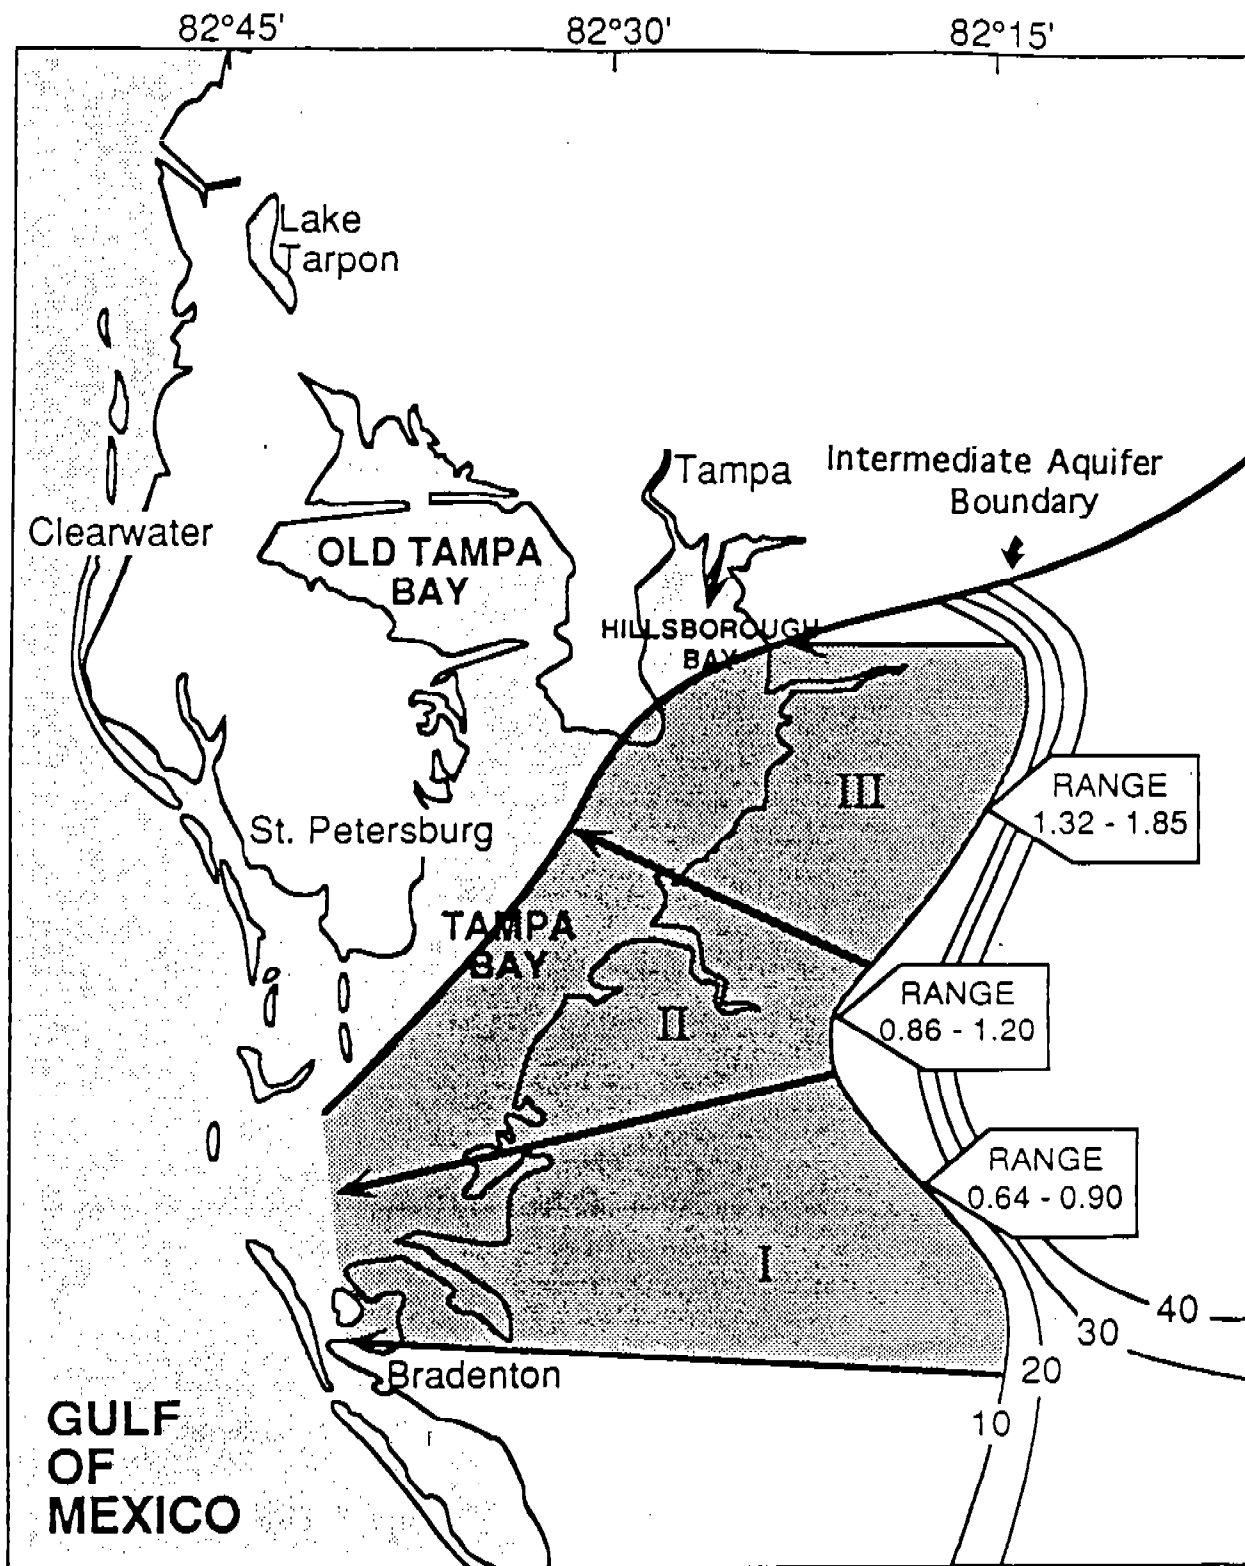 82°45'
82°30'
82°15'
Lake
Tarpon
Tampa
Intermediate Aquifer
Boundary
Clearwater
OLD TAMPA
BAY
HILLSBOROUGH
BAY
III
RANGE
1.32 - 1.85
St. Petersburg
TAMPA
BAY
RANGE
0.86 - 1.20
II
RANGE
0.64 - 0.90
I
40
30
20
10
Bradenton
GULF
OF
MEXICO